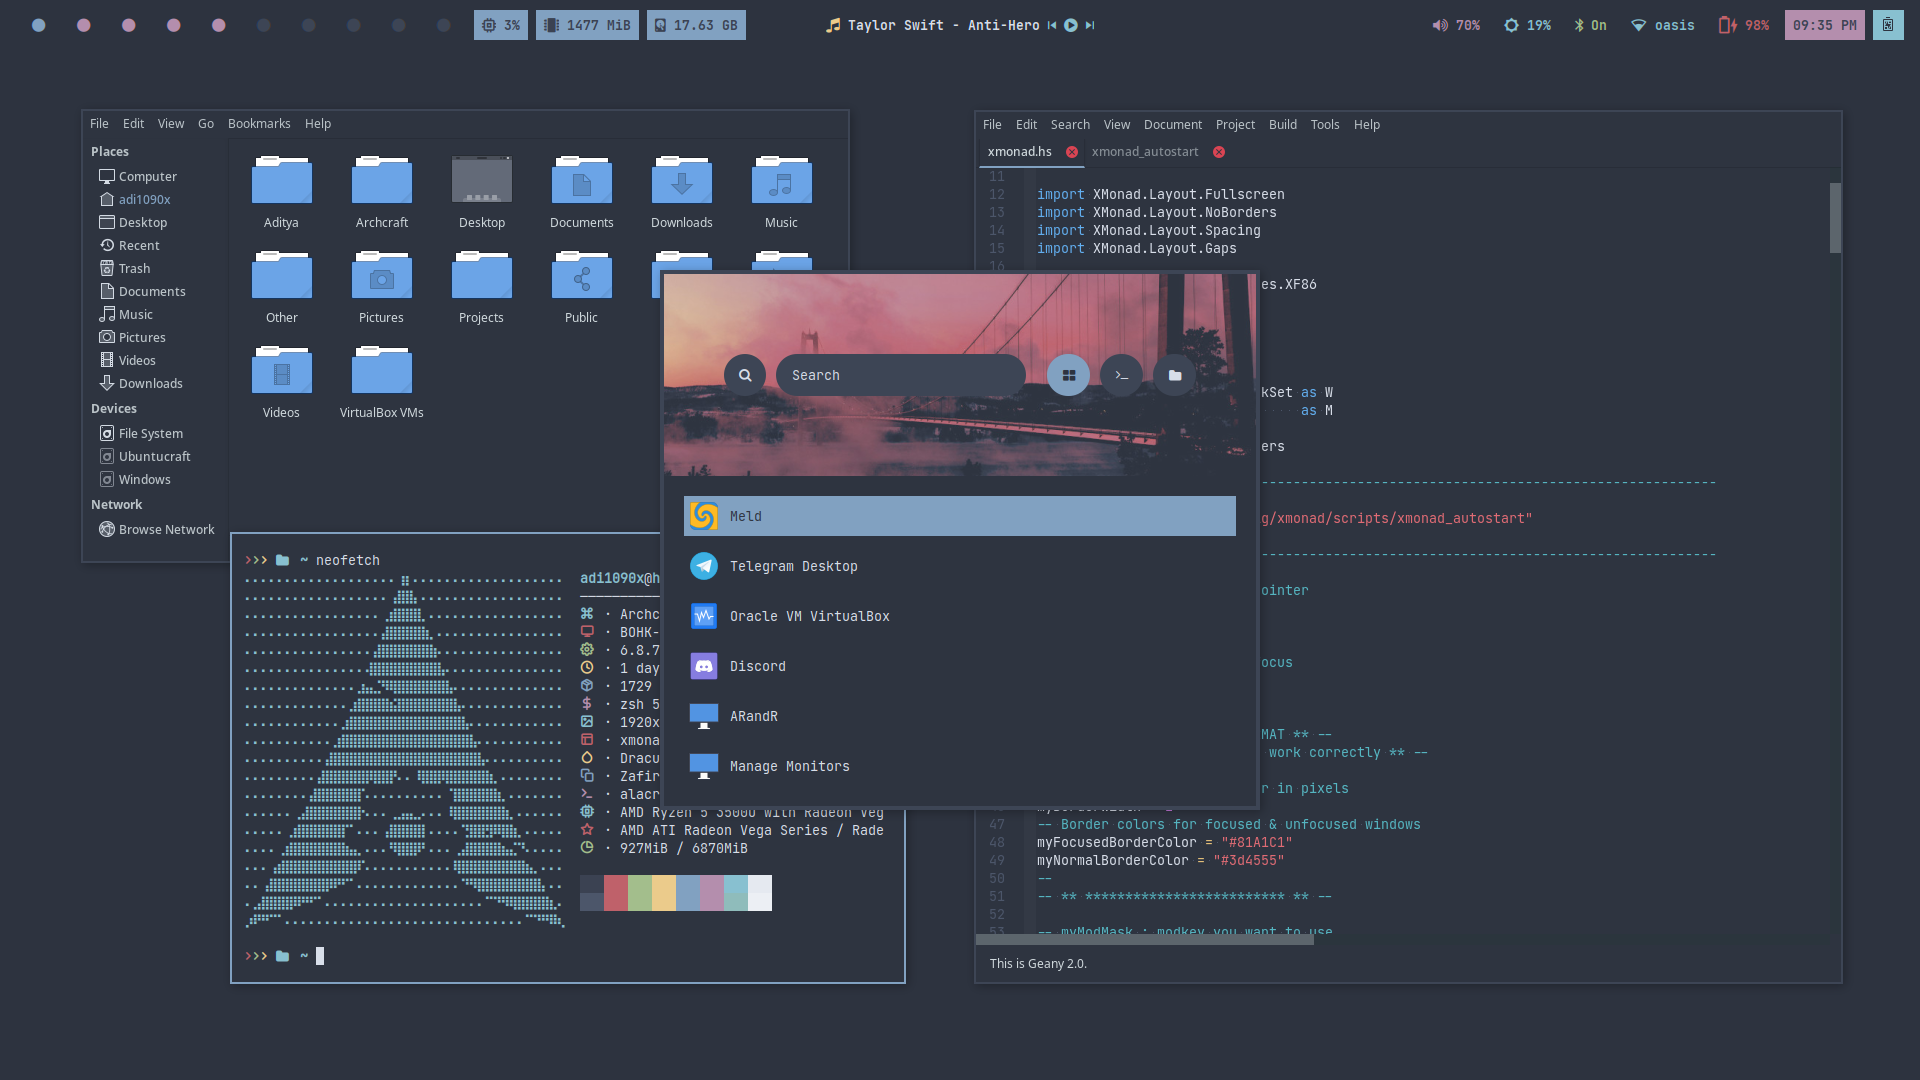 3%
1477 MiB
17.63 GB
Taylor Swift - Anti-Hero
70%
19%
On
oasis
98%
09:35 PM
File Edit View Go Bookmarks Help
Places
Computer
adi1090x
Desktop
Recent
Trash
Documents
Music
Pictures
Videos
Downloads
Devices
File System
Ubuntucraft
Windows
Network
Browse Network
Aditya Archcraft Desktop Documents Downloads Music
Other Pictures Projects Public
Videos VirtualBox VMs
>>> ~ neofetch
adi1090x@h
· Archc
· BOHK-
· 6.8.7
· 1 day
· 1729
· zsh 5
· 1920x
· xmona
· Dracu
· Zafir
· alacr
· AMD Ryzen 5 3500U with Radeon Veg
· AMD ATI Radeon Vega Series / Rade
· 927MiB / 6870MiB
>>> ~
Search
Meld
Telegram Desktop
Oracle VM VirtualBox
Discord
ARandR
Manage Monitors
File Edit Search View Document Project Build Tools Help
xmonad.hs xmonad_autostart
11
12 import XMonad.Layout.Fullscreen
13 import XMonad.Layout.NoBorders
14 import XMonad.Layout.Spacing
15 import XMonad.Layout.Gaps
16
es.XF86
kSet as W
as M
ers
----------------------------------------------------------
g/xmonad/scripts/xmonad_autostart"
----------------------------------------------------------
ointer
ocus
MAT ** --
work correctly ** --
r in pixels
47 -- Border colors for focused & unfocused windows
48 myFocusedBorderColor = "#81A1C1"
49 myNormalBorderColor = "#3d4555"
50 --
51 -- ** ************************* ** --
52
53 -- myModMask : modkey you want to use
This is Geany 2.0.